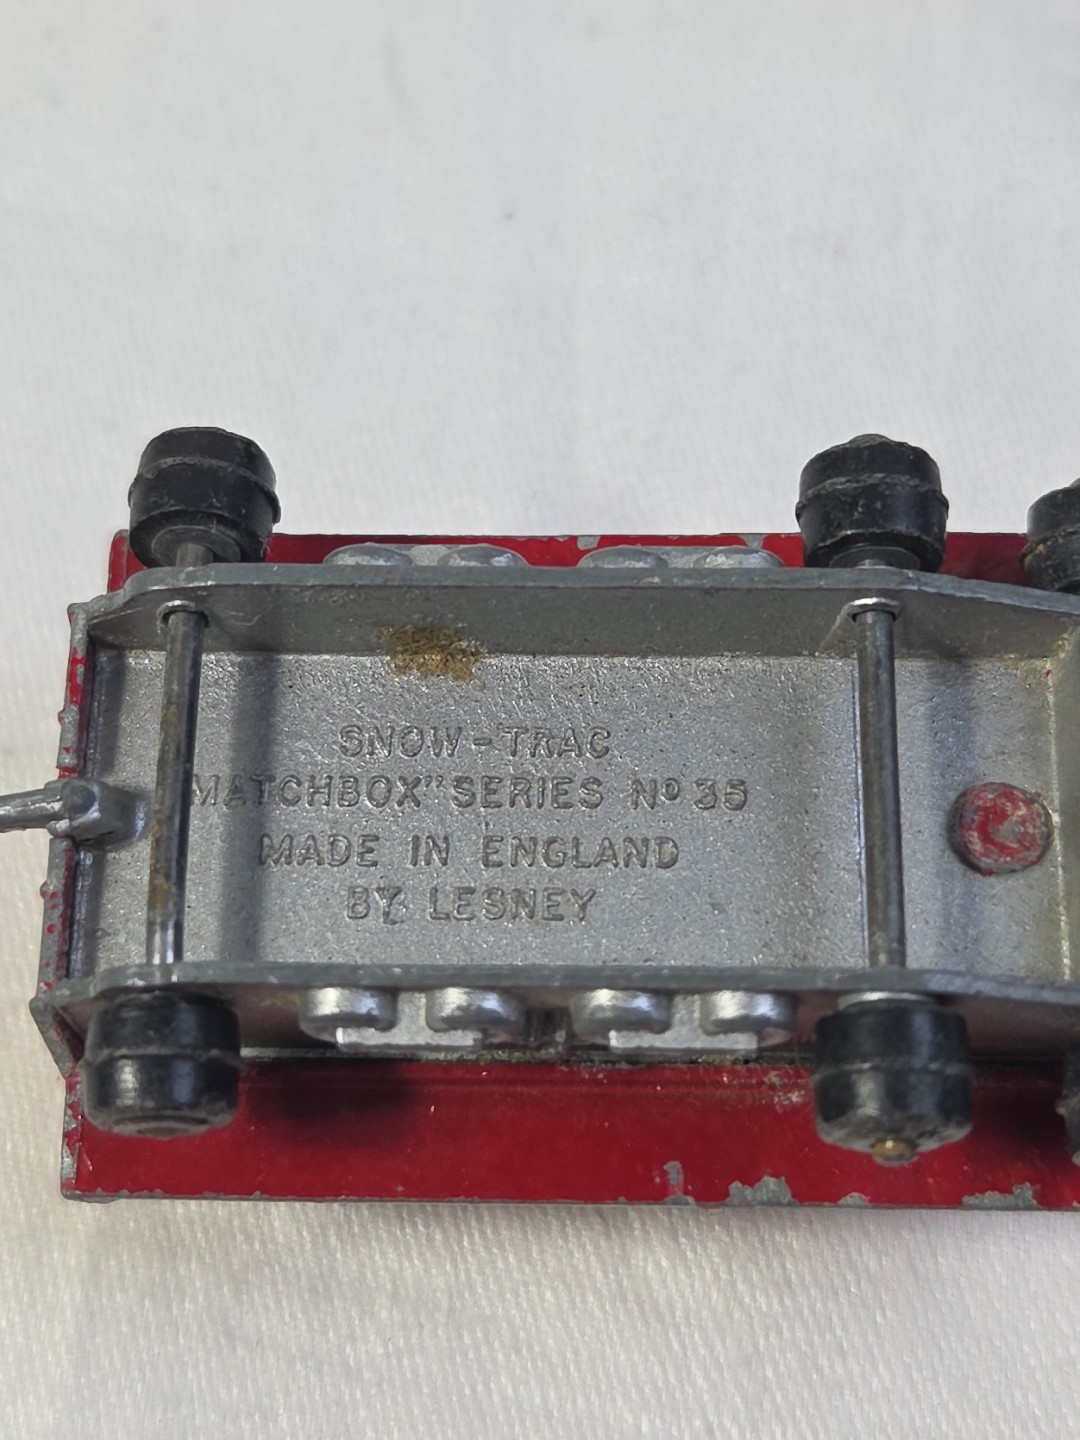 SNOW-TRAC
"MATCHBOX" SERIES Nº 35
MADE IN ENGLAND
BY LESNEY